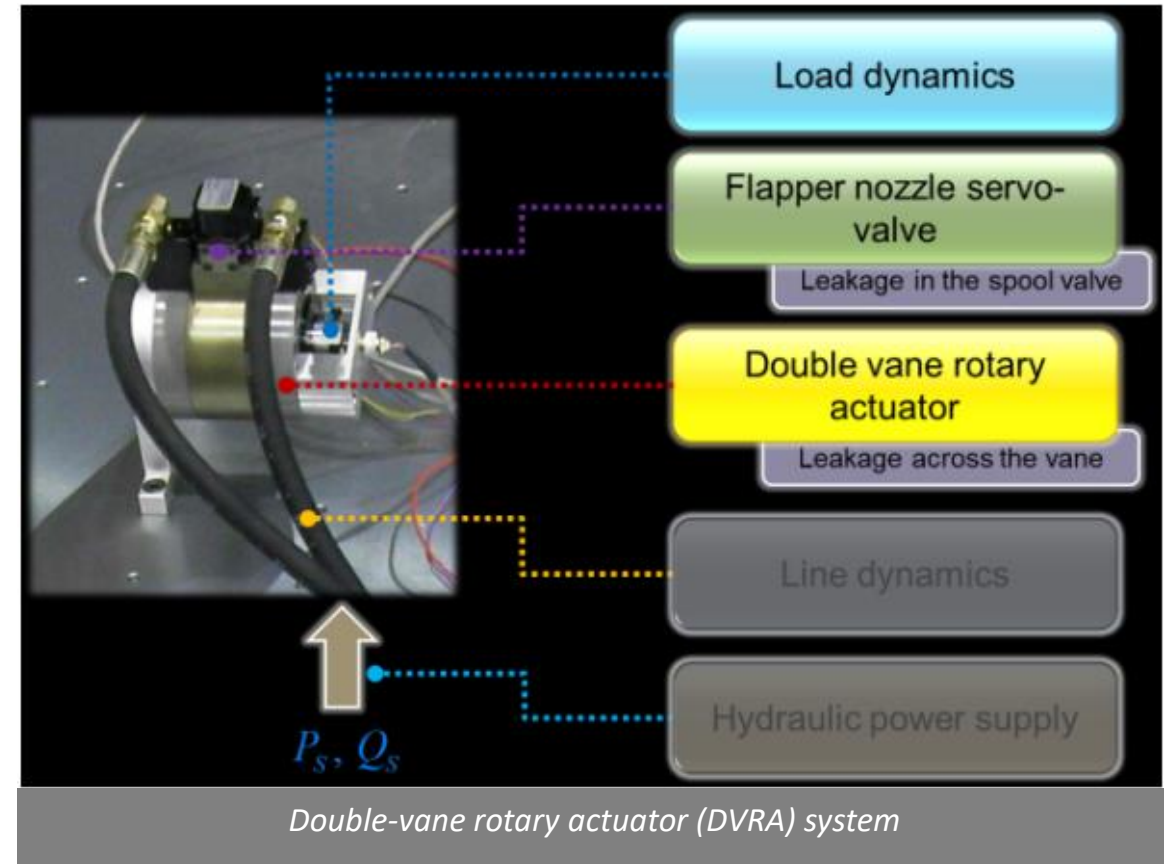 Load dynamics
Flapper nozzle servo-
valve
Leakage in the spool valve
Double vane rotary
actuator
Leakage across the vane
Line dynamics
Hydraulic power supply
Pₛ, Qₛ
Double-vane rotary actuator (DVRA) system